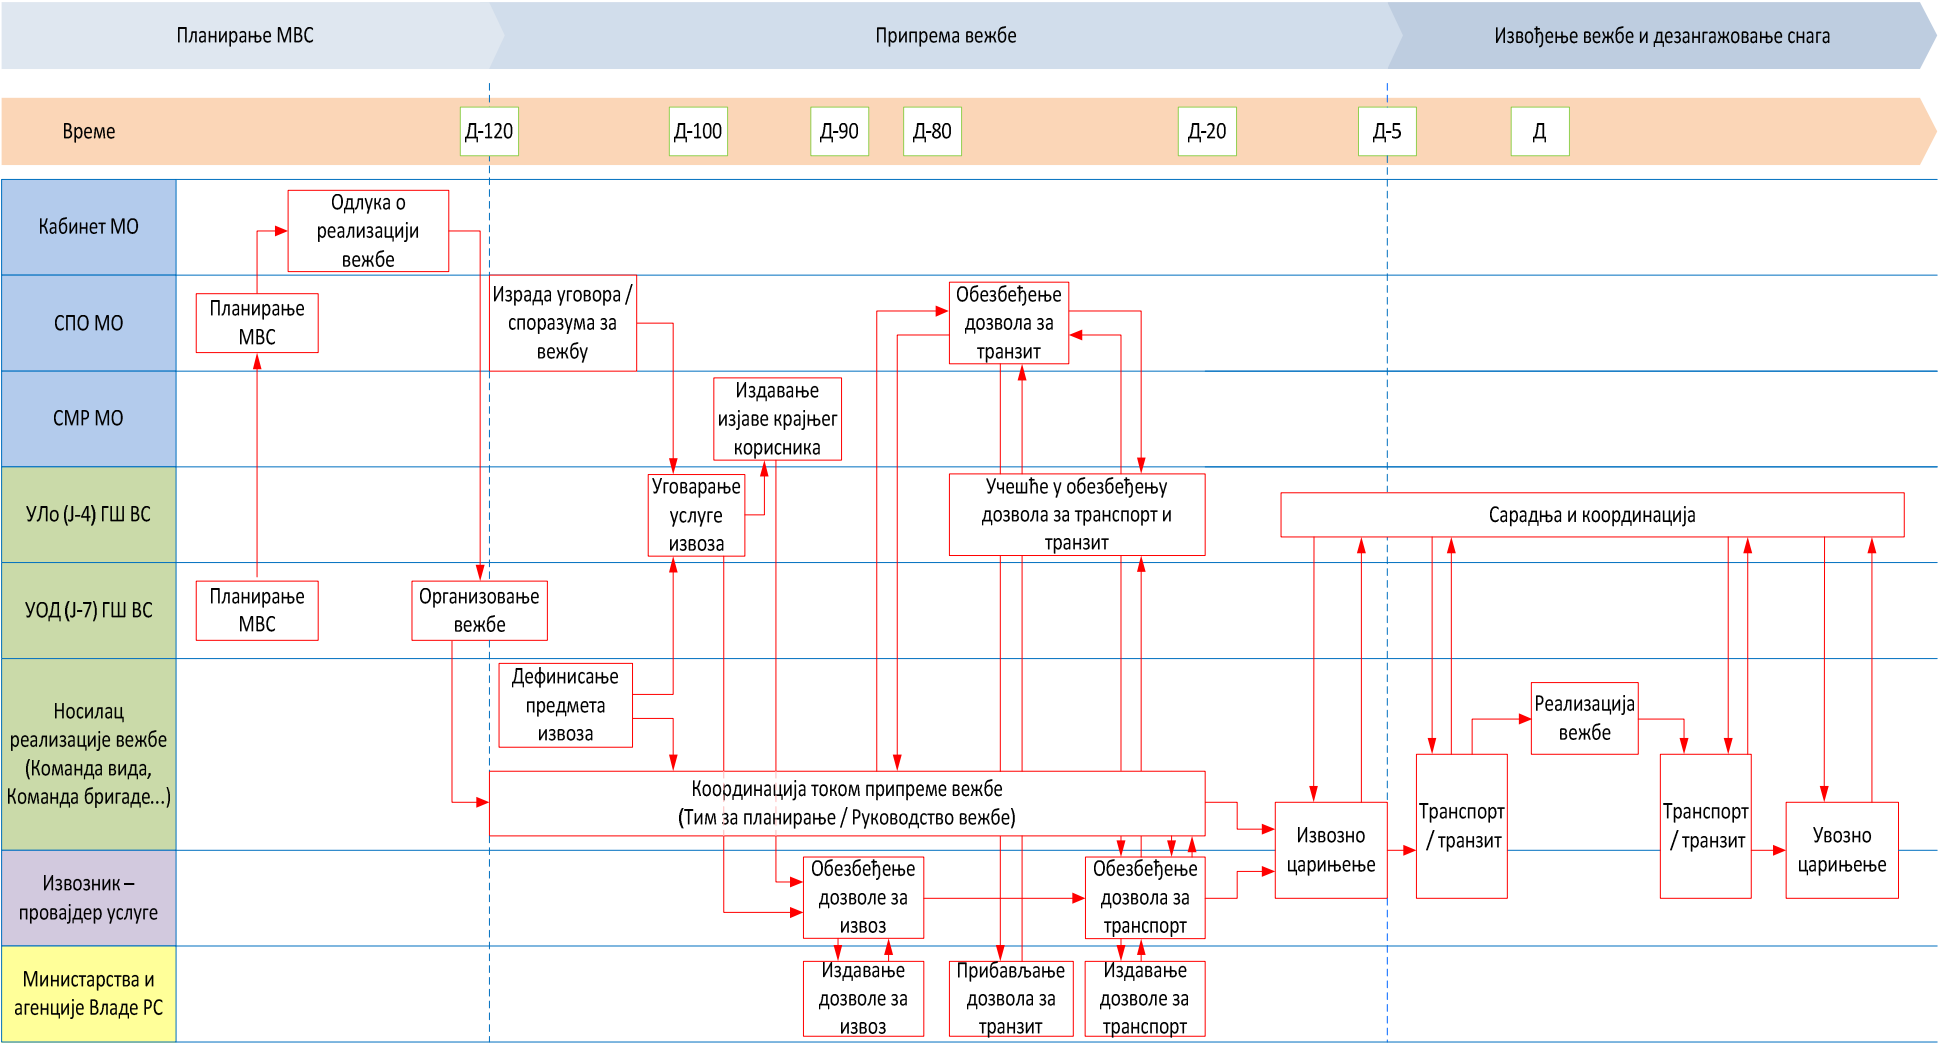 Планирање МВС
Припрема вежбе
Извођење вежбе и дезангажовање снага
Време
Д-120
Д-100
Д-90
Д-80
Д-20
Д-5
Д
Кабинет МО
Одлука о
реализацији
вежбе
СПО МО
Планирање
МВС
Израда уговора /
споразума за
вежбу
Обезбеђење
дозвола за
транзит
СМР МО
Издавање
изјаве крајњег
корисника
УЛо (Ј-4) ГШ ВС
Уговарање
услуге
извоза
Учешће у обезбеђењу
дозвола за транспорт и
транзит
Сарадња и координација
УОД (Ј-7) ГШ ВС
Планирање
МВС
Организовање
вежбе
Носилац
реализације вежбе
(Команда вида,
Команда бригаде...)
Дефинисање
предмета
извоза
Координација током припреме вежбе
(Тим за планирање / Руководство вежбе)
Извозно
царињење
Транспорт
/ транзит
Реализација
вежбе
Транспорт
/ транзит
Увозно
царињење
Извозник –
провајдер услуге
Обезбеђење
дозволе за
извоз
Обезбеђење
дозвола за
транспорт
Министарства и
агенције Владе РС
Издавање
дозволе за
извоз
Прибављање
дозвола за
транзит
Издавање
дозволе за
транспорт